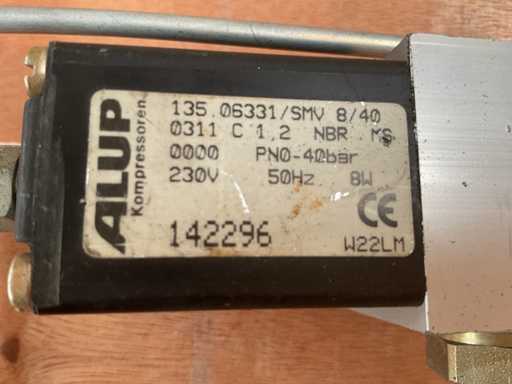 ALUP
Kompressoren
135.06331/SMV 8/40
0311 C 1,2 NBR MS
0000 PN0-40bar
230V 50Hz 8W
CE
142296 W22LM